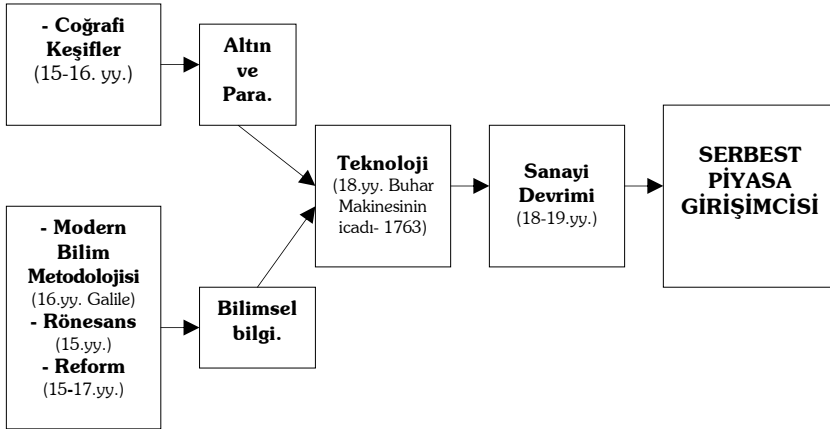 - Coğrafi
Keşifler
(15-16. yy.)
Altın
ve
Para.
Teknoloji
(18.yy. Buhar
Makinesinin
icadı- 1763)
Sanayi
Devrimi
(18-19.yy.)
SERBEST
PİYASA
GİRİŞİMCİSİ
- Modern
Bilim
Metodolojisi
(16.yy. Galile)
- Rönesans
(15.yy.)
- Reform
(15-17.yy.)
Bilimsel
bilgi.